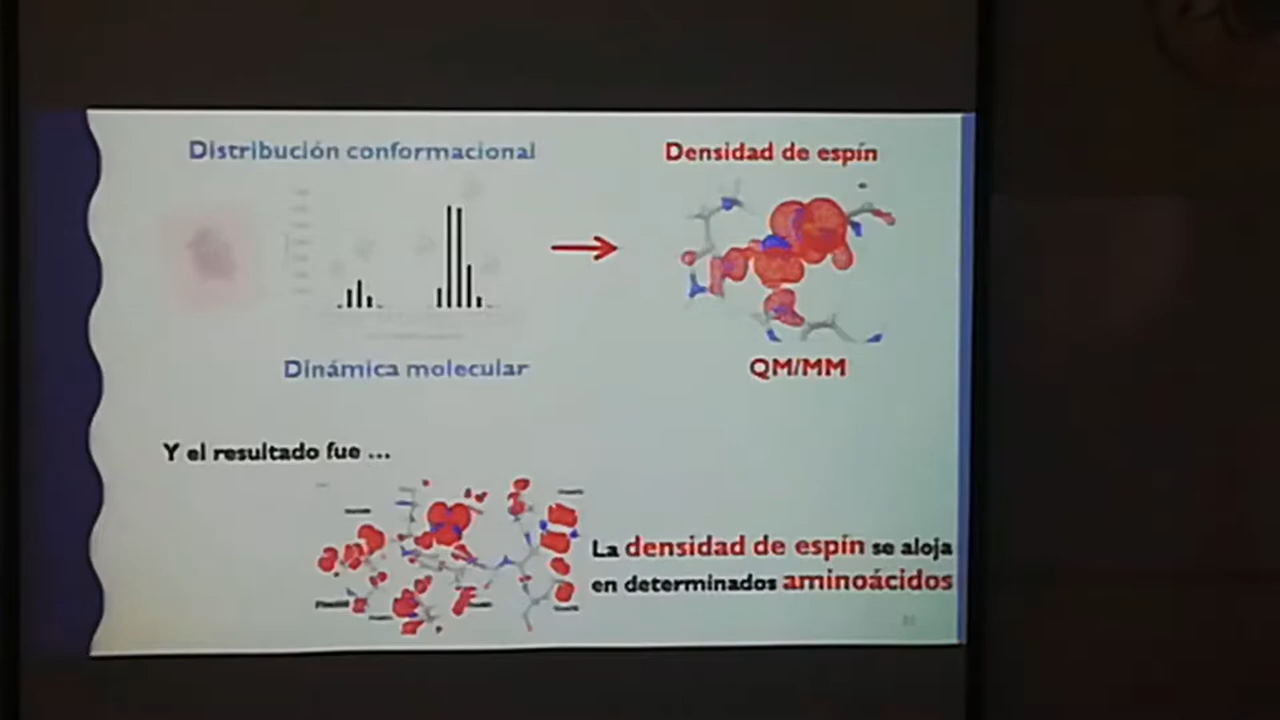 Distribución conformacional
Densidad de espín
Dinámica molecular
QM/MM
Y el resultado fue ...
La densidad de espín se aloja
en determinados aminoácidos